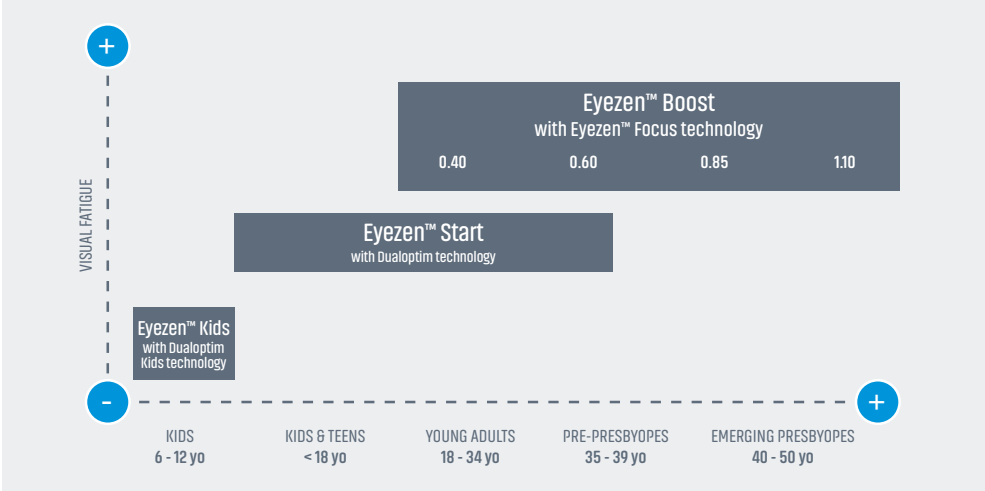 +
Eyezen™ Boost
with Eyezen™ Focus technology
0.40 0.60 0.85 1.10
VISUAL FATIGUE
Eyezen™ Start
with Dualoptim technology
Eyezen™ Kids
with Dualoptim
Kids technology
- +
KIDS KIDS & TEENS YOUNG ADULTS PRE-PRESBYOPES EMERGING PRESBYOPES
6 - 12 yo < 18 yo 18 - 34 yo 35 - 39 yo 40 - 50 yo